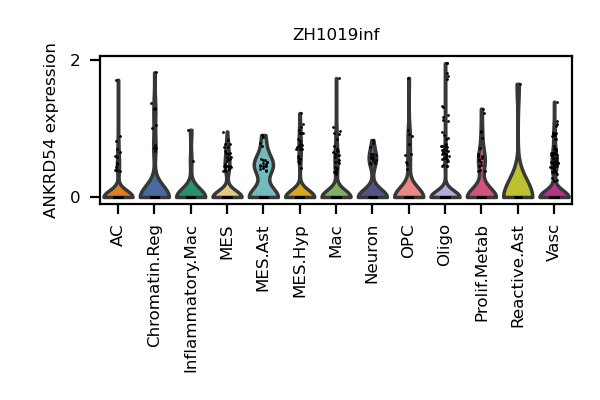 ZH1019inf
ANKRD54 expression
2
0
AC
Chromatin.Reg
Inflammatory.Mac
MES
MES.Ast
MES.Hyp
Mac
Neuron
OPC
Oligo
Prolif.Metab
Reactive.Ast
Vasc